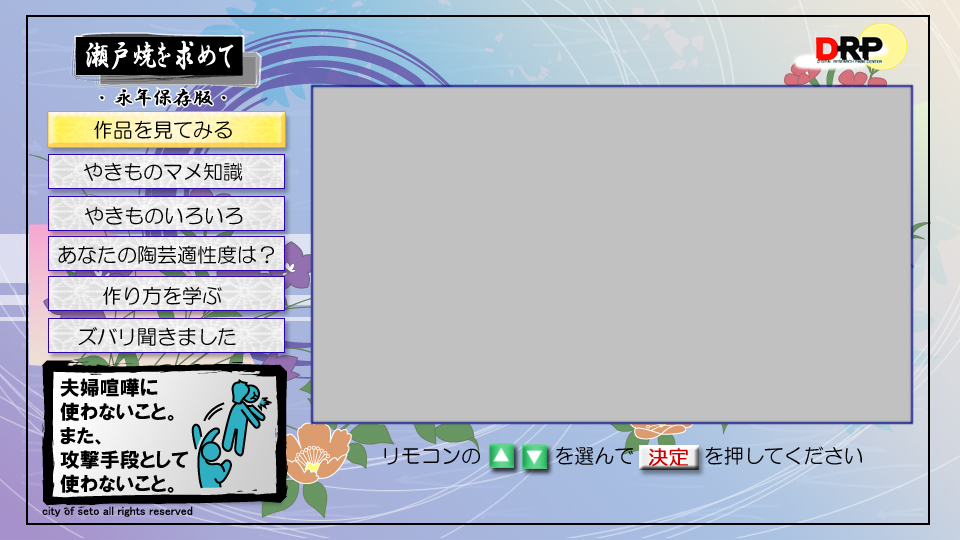 瀬戸焼を求めて
・永年保存版・
DRP
作品を見てみる
やきものマメ知識
やきものいろいろ
あなたの陶芸適性度は？
作り方を学ぶ
ズバリ聞きました
夫婦喧嘩に
使わないこと。
また、
攻撃手段として
使わないこと。
city of seto all rights reserved
リモコンの▲▼を選んで 決定 を押してください